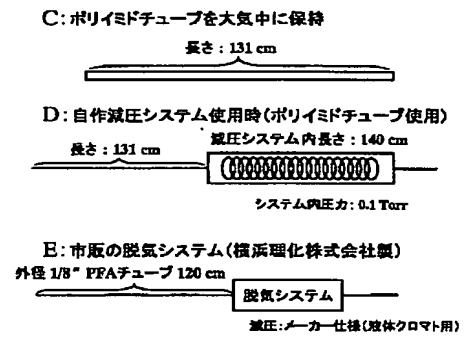 C:ポリイミドチューブを大気中に保持
長さ:131 cm
D:自作減圧システム使用時(ポリイミドチューブ使用)
減圧システム内長さ:140 cm
長さ:131 cm
システム内圧力:0.1 Torr
E:市販の脱気システム(横浜理化株式会社製)
外径 1/8" PFAチューブ 120 cm
脱気システム
減圧:メーカー仕様(液体クロマト用)